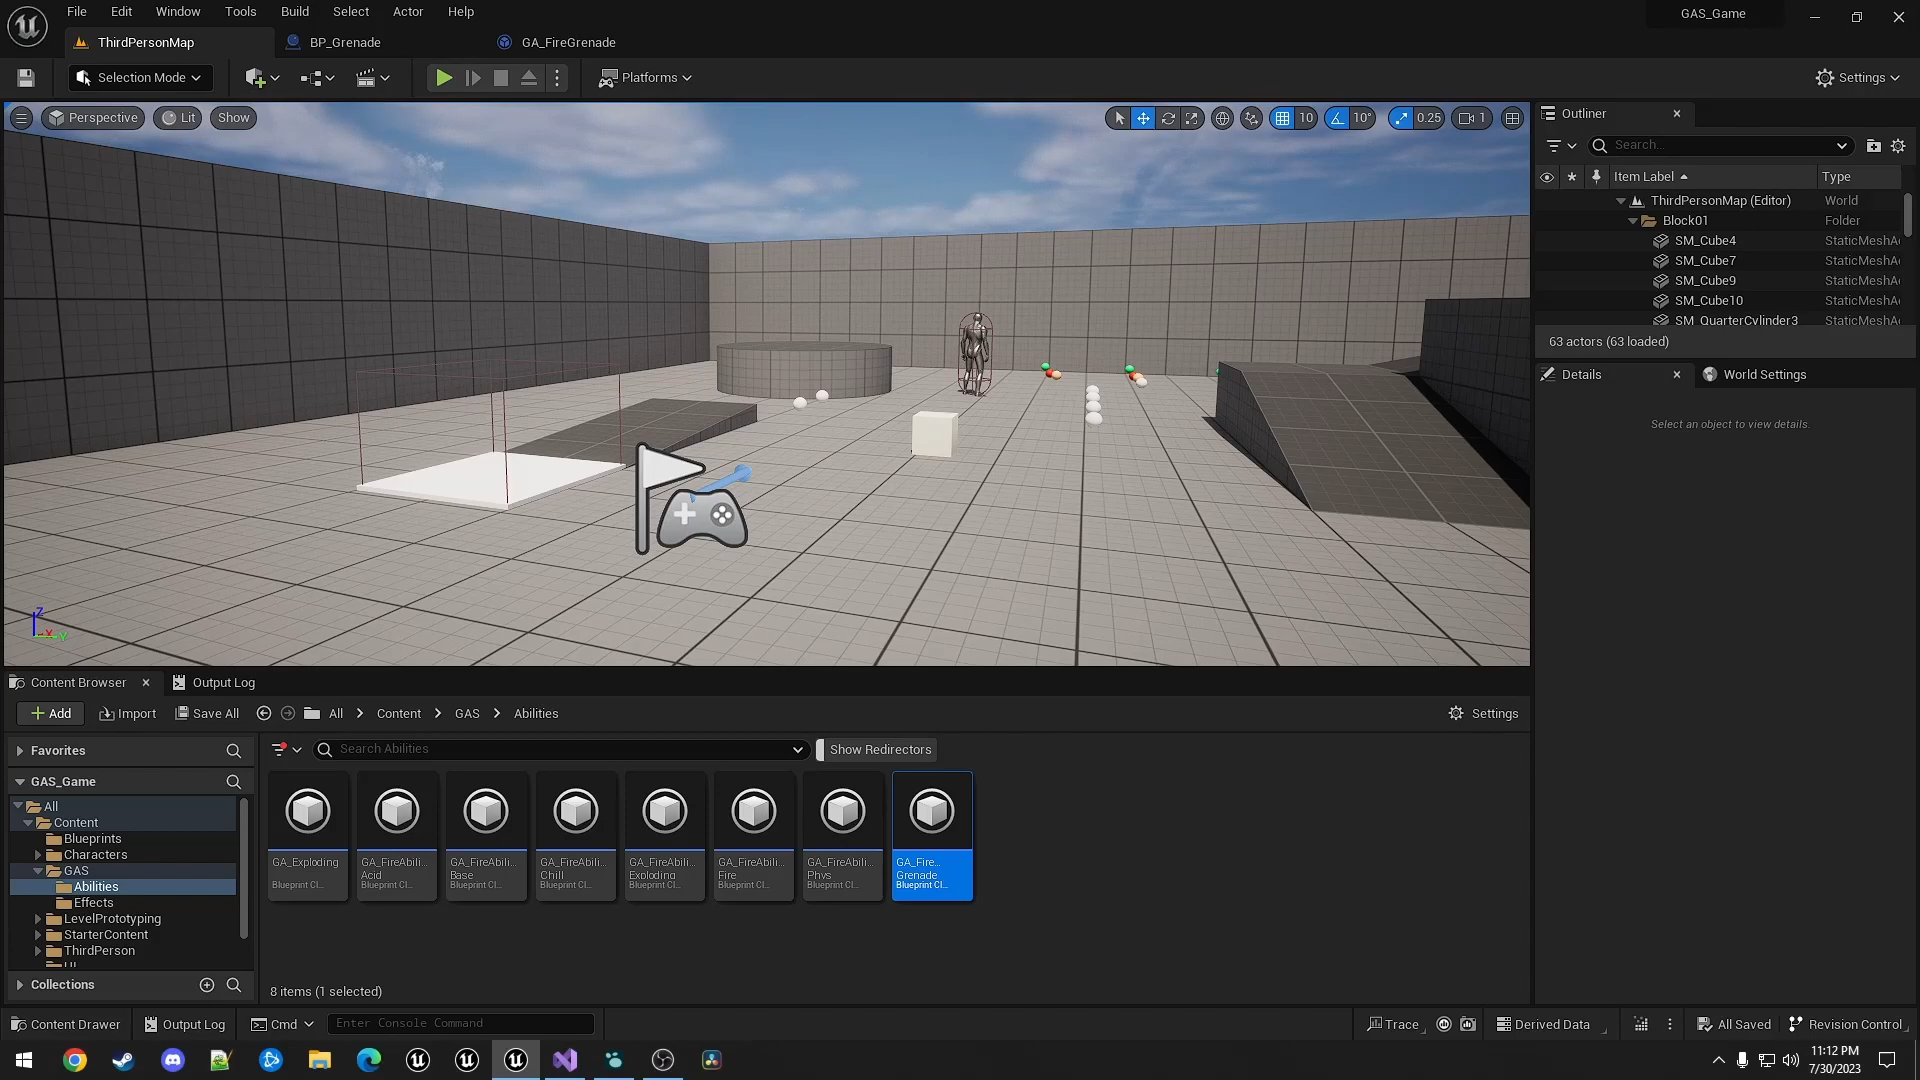 File Edit Window Tools Build Select Actor Help
GAS_Game
ThirdPersonMap
BP_Grenade
GA_FireGrenade
Selection Mode
Platforms
Settings
Perspective
Lit
Show
10
10°
0.25
1
Outliner
Search...
Item Label
Type
ThirdPersonMap (Editor) World
Block01 Folder
SM_Cube4 StaticMeshA
SM_Cube7 StaticMeshA
SM_Cube9 StaticMeshA
SM_Cube10 StaticMeshA
SM_QuarterCylinder3 StaticMeshA
63 actors (63 loaded)
Details
World Settings
Select an object to view details.
Z
X
Y
Content Browser
Output Log
Add
Import
Save All
All
Content
GAS
Abilities
Settings
Favorites
Search Abilities
Show Redirectors
GAS_Game
All
Content
Blueprints
Characters
GAS
Abilities
Effects
LevelPrototyping
StarterContent
ThirdPerson
Collections
GA_Exploding
Blueprint Cl...
GA_FireAbili...
Acid
Blueprint Cl...
GA_FireAbili...
Base
Blueprint Cl...
GA_FireAbili...
Chill
Blueprint Cl...
GA_FireAbili...
Exploding
Blueprint Cl...
GA_FireAbili...
Fire
Blueprint Cl...
GA_FireAbili...
Phys
Blueprint Cl...
GA_Fire...
Grenade
Blueprint Cl...
8 items (1 selected)
Content Drawer
Output Log
Cmd
Enter Console Command
Trace
Derived Data
All Saved
Revision Control
11:12 PM
7/30/2023